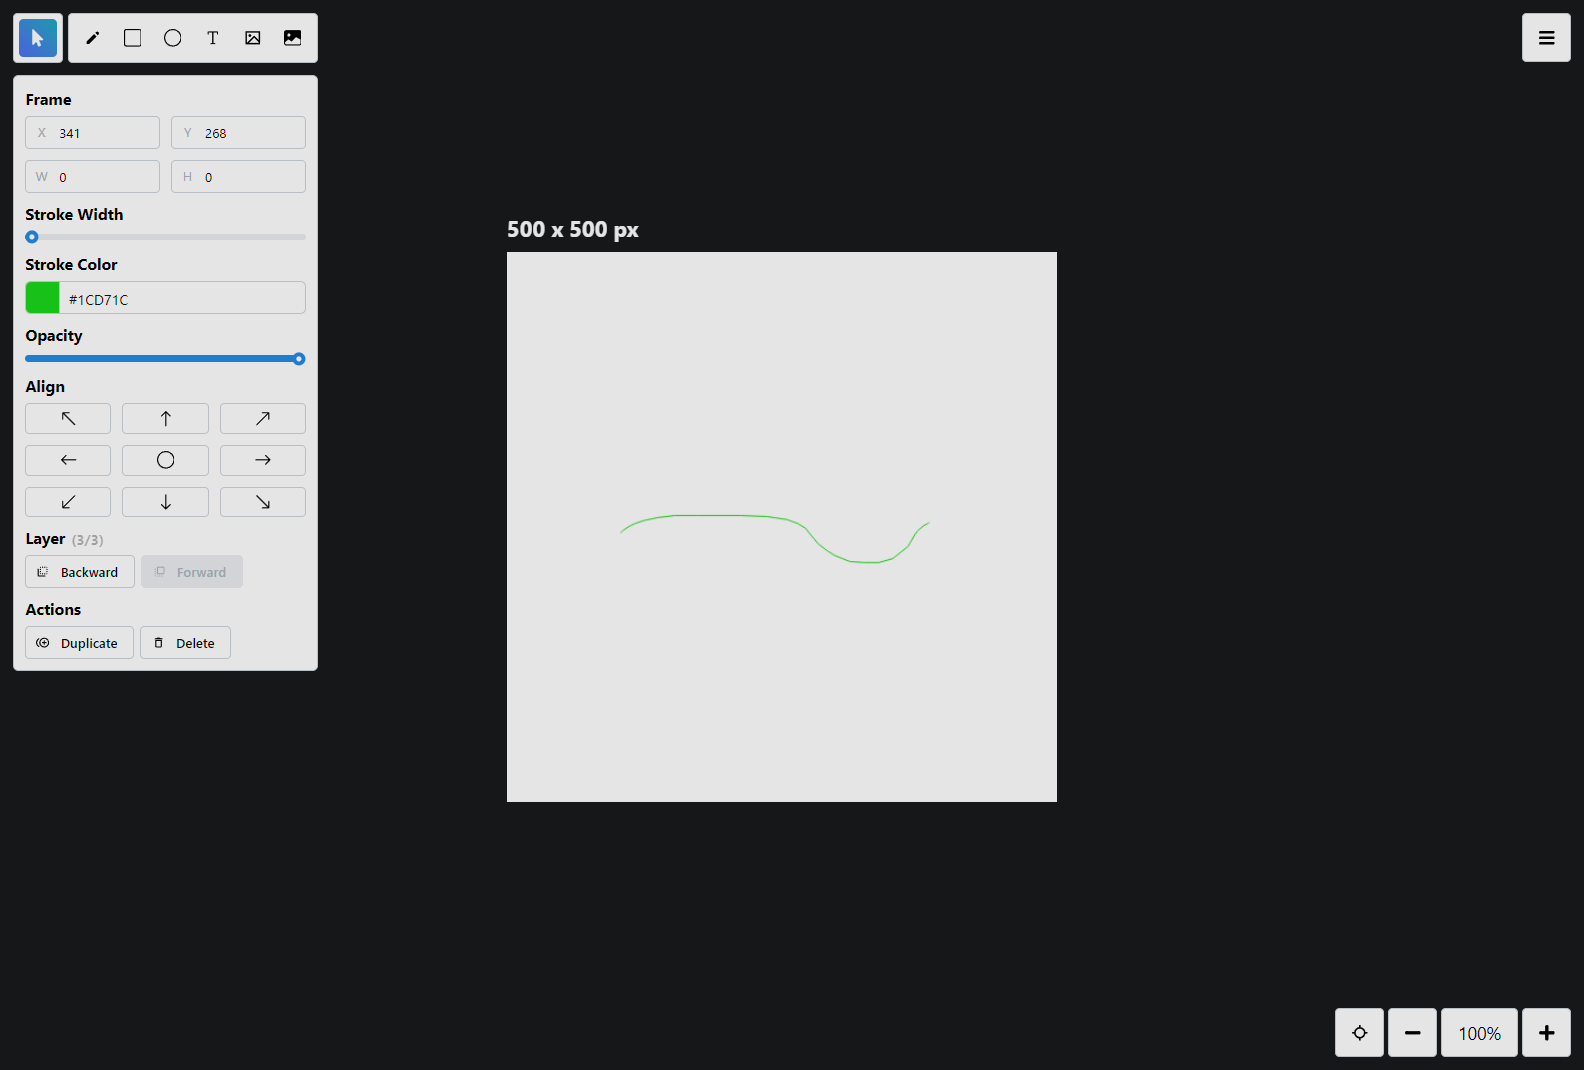 T
Frame
X 341
Y 268
W 0
H 0
500 x 500 px
Stroke Width
Stroke Color
#1CD71C
Opacity
Align
Layer (3/3)
Backward
Forward
Actions
Duplicate
Delete
100%